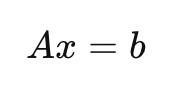 Ax = b